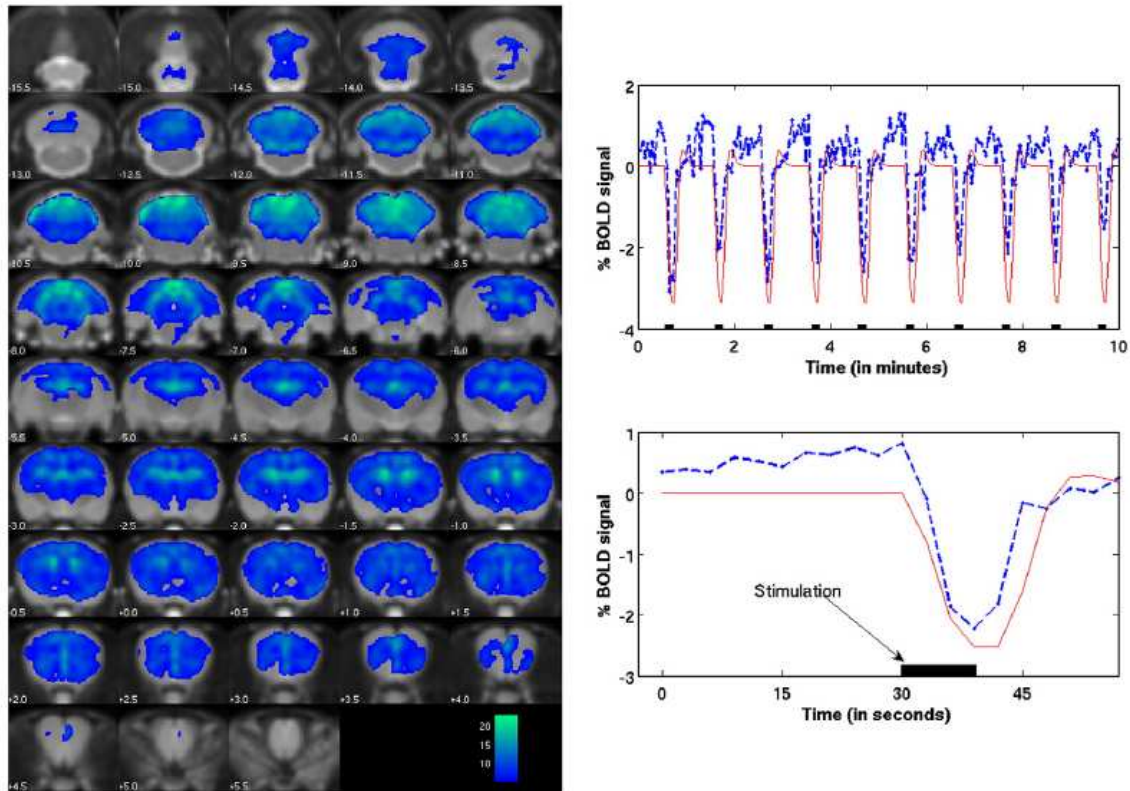 -15.5 -15.0 -14.5 -14.0 -13.5
-13.0 -12.5 -12.0 -11.5 -11.0
-10.5 -10.0 -9.5 -9.0 -8.5
-8.0 -7.5 -7.0 -6.5 -6.0
-5.5 -5.0 -4.5 -4.0 -3.5
-3.0 -2.5 -2.0 -1.5 -1.0
-0.5 +0.0 +0.5 +1.0 +1.5
+2.0 +2.5 +3.0 +3.5 +4.0
+4.5 +5.0 +5.5
20
15
10
% BOLD signal
2
0
-2
-4
0 2 4 6 8 10
Time (in minutes)
% BOLD signal
1
0
-1
-2
-3
Stimulation
0 15 30 45
Time (in seconds)